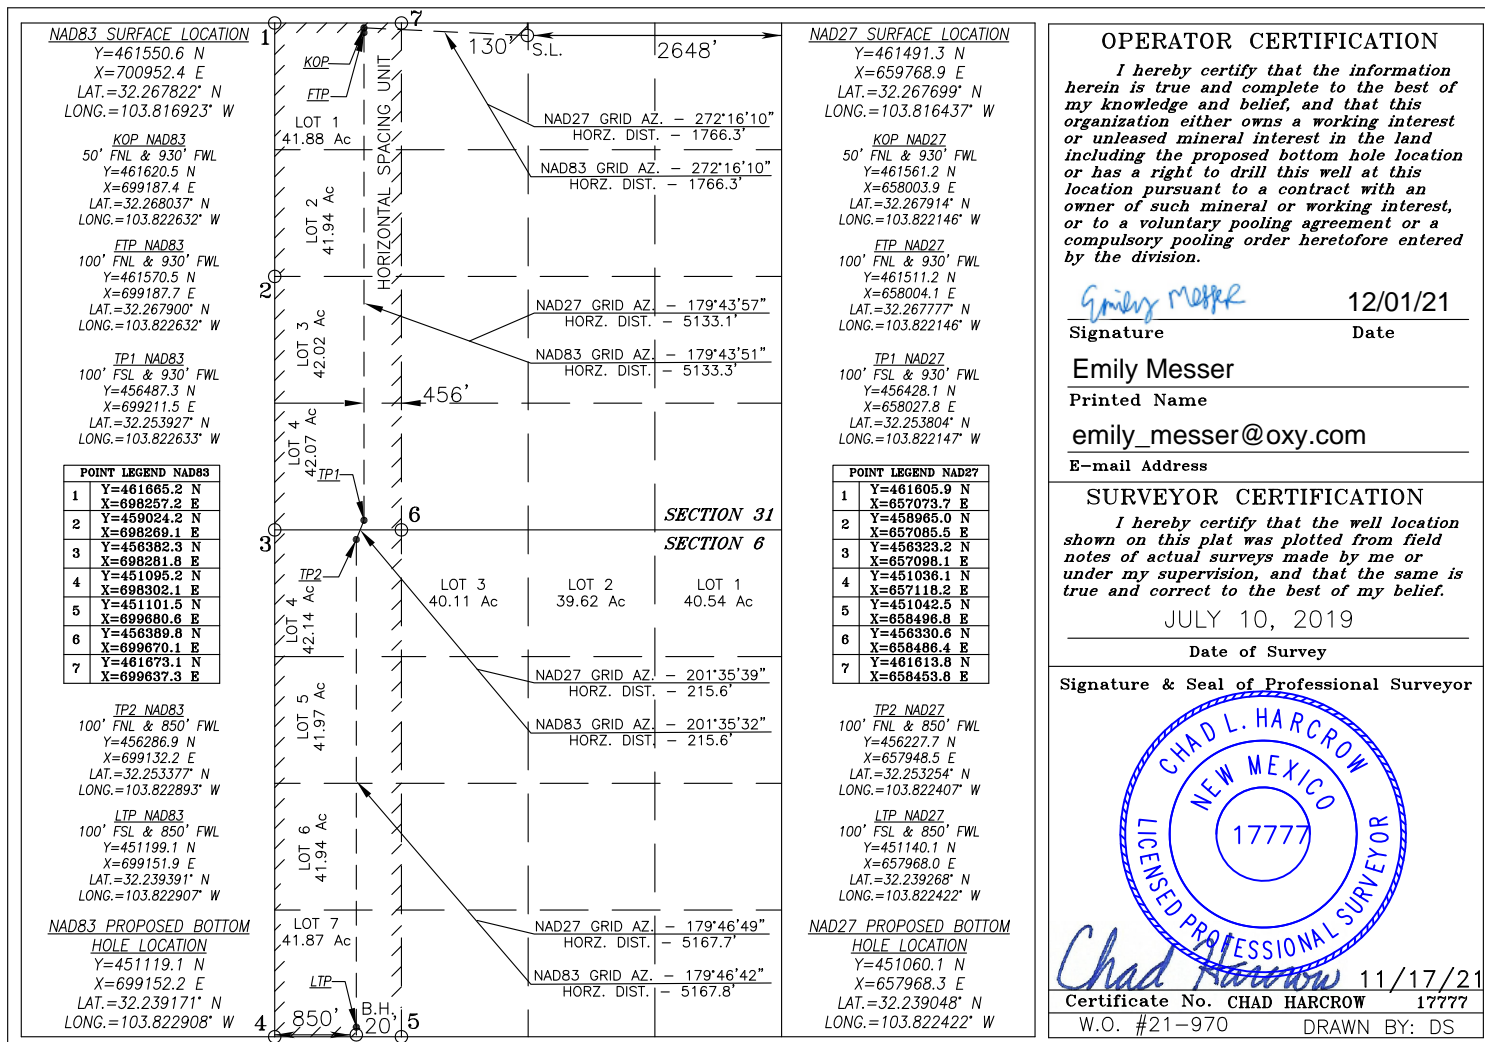 NAD83 SURFACE LOCATION
Y=461550.6 N
X=700952.4 E
LAT.=32.267822° N
LONG.=103.816923° W
KOP NAD83
50' FNL & 930' FWL
Y=461620.5 N
X=699187.4 E
LAT.=32.268037° N
LONG.=103.822632° W
FTP NAD83
100' FNL & 930' FWL
Y=461570.5 N
X=699187.7 E
LAT.=32.267900° N
LONG.=103.822632° W
TP1 NAD83
100' FSL & 930' FWL
Y=456487.3 N
X=699211.5 E
LAT.=32.253927° N
LONG.=103.822633° W
POINT LEGEND NAD83
1 Y=461665.2 N
X=698257.2 E
2 Y=459024.2 N
X=698269.1 E
3 Y=456382.3 N
X=698281.8 E
4 Y=451095.2 N
X=698302.1 E
5 Y=451101.5 N
X=699680.6 E
6 Y=456389.8 N
X=699670.1 E
7 Y=461673.1 N
X=699637.3 E
TP2 NAD83
100' FNL & 850' FWL
Y=456286.9 N
X=699132.2 E
LAT.=32.253377° N
LONG.=103.822893° W
LTP NAD83
100' FSL & 850' FWL
Y=451199.1 N
X=699151.9 E
LAT.=32.239391° N
LONG.=103.822907° W
NAD83 PROPOSED BOTTOM
HOLE LOCATION
Y=451119.1 N
X=699152.2 E
LAT.=32.239171° N
LONG.=103.822908° W
1
7
KOP
FTP
130'
S.L.
2648'
HORIZONTAL SPACING UNIT
LOT 1
41.88 Ac
NAD27 GRID AZ. - 272°16'10"
HORZ. DIST. - 1766.3'
NAD83 GRID AZ. - 272°16'10"
HORZ. DIST. - 1766.3'
LOT 2
41.94 Ac
2
LOT 3
42.02 Ac
NAD27 GRID AZ. - 179°43'57"
HORZ. DIST. - 5133.1'
NAD83 GRID AZ. - 179°43'51"
HORZ. DIST. - 5133.3'
456'
LOT 4
42.07 Ac
TP1
3
6
SECTION 31
SECTION 6
TP2
LOT 4
42.14 Ac
LOT 3
40.11 Ac
LOT 2
39.62 Ac
LOT 1
40.54 Ac
LOT 5
41.97 Ac
NAD27 GRID AZ. - 201°35'39"
HORZ. DIST. - 215.6'
NAD83 GRID AZ. - 201°35'32"
HORZ. DIST. - 215.6'
LOT 6
41.94 Ac
LOT 7
41.87 Ac
NAD27 GRID AZ. - 179°46'49"
HORZ. DIST. - 5167.7'
NAD83 GRID AZ. - 179°46'42"
HORZ. DIST. - 5167.8'
LTP
4
850'
B.H.
20'
5
NAD27 SURFACE LOCATION
Y=461491.3 N
X=659768.9 E
LAT.=32.267699° N
LONG.=103.816437° W
KOP NAD27
50' FNL & 930' FWL
Y=461561.2 N
X=658003.9 E
LAT.=32.267914° N
LONG.=103.822146° W
FTP NAD27
100' FNL & 930' FWL
Y=461511.2 N
X=658004.1 E
LAT.=32.267777° N
LONG.=103.822146° W
TP1 NAD27
100' FSL & 930' FWL
Y=456428.1 N
X=658027.8 E
LAT.=32.253804° N
LONG.=103.822147° W
POINT LEGEND NAD27
1 Y=461605.9 N
X=657073.7 E
2 Y=458965.0 N
X=657085.5 E
3 Y=456323.2 N
X=657098.1 E
4 Y=451036.1 N
X=657118.2 E
5 Y=451042.5 N
X=658496.8 E
6 Y=456330.6 N
X=658486.4 E
7 Y=461613.8 N
X=658453.8 E
TP2 NAD27
100' FNL & 850' FWL
Y=456227.7 N
X=657948.5 E
LAT.=32.253254° N
LONG.=103.822407° W
LTP NAD27
100' FSL & 850' FWL
Y=451140.1 N
X=657968.0 E
LAT.=32.239268° N
LONG.=103.822422° W
NAD27 PROPOSED BOTTOM
HOLE LOCATION
Y=451060.1 N
X=657968.3 E
LAT.=32.239048° N
LONG.=103.822422° W
OPERATOR CERTIFICATION
I hereby certify that the information
herein is true and complete to the best of
my knowledge and belief, and that this
organization either owns a working interest
or unleased mineral interest in the land
including the proposed bottom hole location
or has a right to drill this well at this
location pursuant to a contract with an
owner of such mineral or working interest,
or to a voluntary pooling agreement or a
compulsory pooling order heretofore entered
by the division.
Emily Messer 12/01/21
Signature Date
Emily Messer
Printed Name
emily_messer@oxy.com
E-mail Address
SURVEYOR CERTIFICATION
I hereby certify that the well location
shown on this plat was plotted from field
notes of actual surveys made by me or
under my supervision, and that the same is
true and correct to the best of my belief.
JULY 10, 2019
Date of Survey
Signature & Seal of Professional Surveyor
CHAD L. HARCROW
NEW MEXICO
17777
LICENSED PROFESSIONAL SURVEYOR
Chad Harcrow 11/17/21
Certificate No. CHAD HARCROW 17777
W.O. #21-970 DRAWN BY: DS